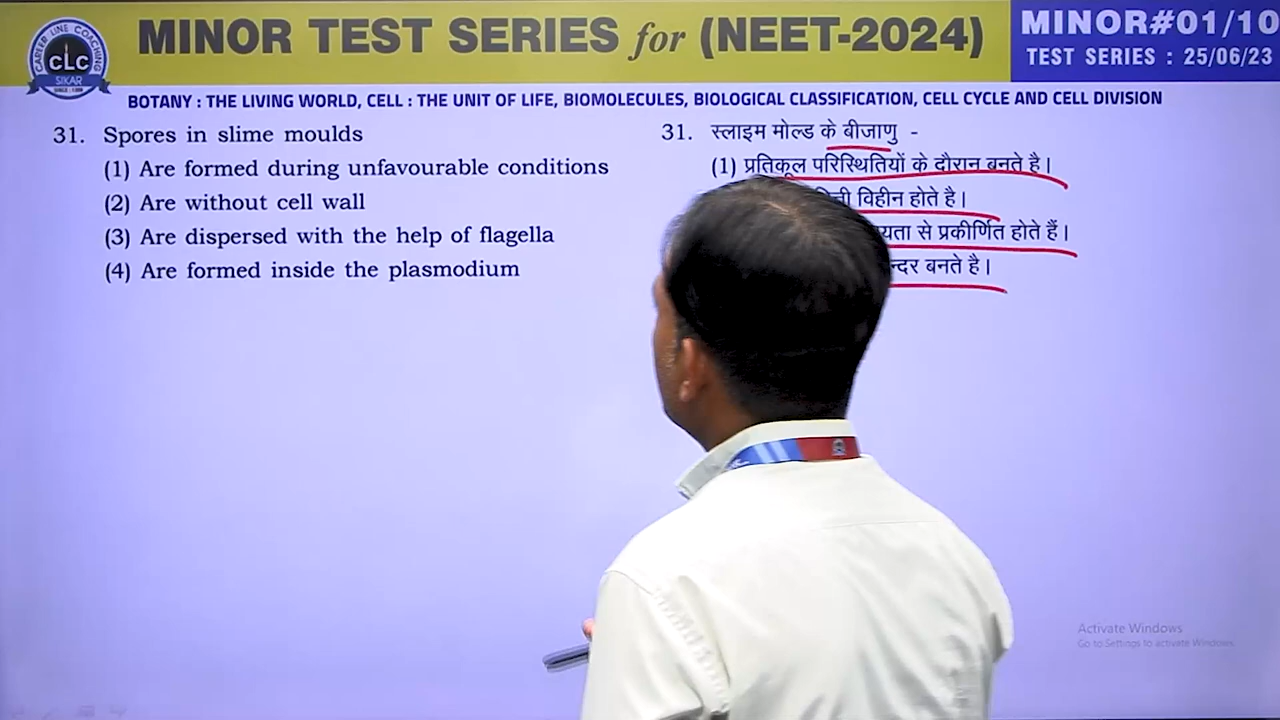 CAREER LINE COACHING
CLC
SIKAR
MINOR TEST SERIES for (NEET-2024)
MINOR#01/10
TEST SERIES : 25/06/23
BOTANY : THE LIVING WORLD, CELL : THE UNIT OF LIFE, BIOMOLECULES, BIOLOGICAL CLASSIFICATION, CELL CYCLE AND CELL DIVISION
31. Spores in slime moulds
(1) Are formed during unfavourable conditions
(2) Are without cell wall
(3) Are dispersed with the help of flagella
(4) Are formed inside the plasmodium
31. स्लाइम मोल्ड के बीजाणु -
(1) प्रतिकूल परिस्थितियों के दौरान बनते है।
विहीन होते है।
से प्रकीर्णित होते हैं।
बनते है।
Activate Windows
Go to Settings to activate Windows.